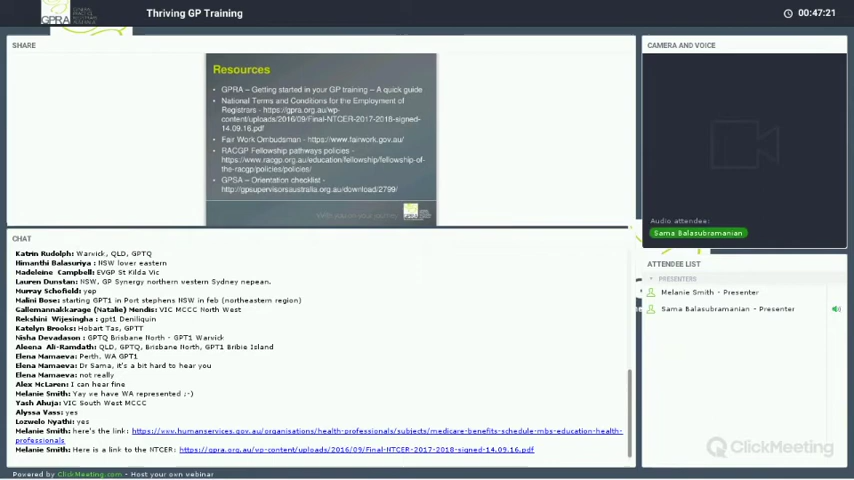 GPRA
GENERAL
Thriving GP Training
00:47:21
SHARE
Resources
• GPRA – Getting started in your GP training – A quick guide
• National Terms and Conditions for the Employment of
Registrars - https://gpra.org.au/wp-
content/uploads/2016/09/Final-NTCER-2017-2018-signed-
14.09.16.pdf
• Fair Work Ombudsman - https://www.fairwork.gov.au/
• RACGP Fellowship pathways policies -
https://www.racgp.org.au/education/fellowship/fellowship-of-
the-racgp/policies/policies/
• GPSA – Orientation checklist -
http://gpsupervisorsaustralia.org.au/download/2799/
CHAT
Katrin Rudolph: Warwick, QLD, GPTQ
Himanthi Balasuriya: NSW lover eastern
Madeleine Campbell: EVGP St Kilda Vic
Lauren Dunstan: NSW, GP Synergy northern western Sydney nepean.
Murray Schofield: yep
Malini Bose: starting GPT1 in Port stephens NSW in feb (northeastern region)
Gallemannakarage (Natalie) Mendis: VIC MCCC North West
Rekshini Wijesingha: gpt1 Deniliquin
Katelyn Brooks: Hobart Tas, GPTT
Nisha Devadason: GPTQ Brisbane North - GPT1 Warwick
Aleena Ali-Ramdath: QLD, GPTQ, Brisbane North, GPT1 Bribie Island
Elena Mamaeva: Perth, WA GPT1
Elena Mamaeva: Dr Sama, it's a bit hard to hear you
Elena Mamaeva: not really
Alex McLaren: I can hear fine
Melanie Smith: Yay we have WA represented ;-)
Yash Ahuja: VIC South West MCCC
Alyssa Vass: yes
Lozwelo Nyathi: yes
Melanie Smith: here's the link: https://www.humanservices.gov.au/organisations/health-professionals/subjects/medicare-benefits-schedule-mbs-education-health-
professionals
Melanie Smith: Here is a link to the NTCER: https://gpra.org.au/wp-content/uploads/2016/09/Final-NTCER-2017-2018-signed-14.09.16.pdf
CAMERA AND VOICE
Audio attendee:
Sama Balasubramanian
ATTENDEE LIST
PRESENTERS
Melanie Smith - Presenter
Sama Balasubramanian - Presenter
ClickMeeting
Powered by ClickMeeting.com - Host your own webinar